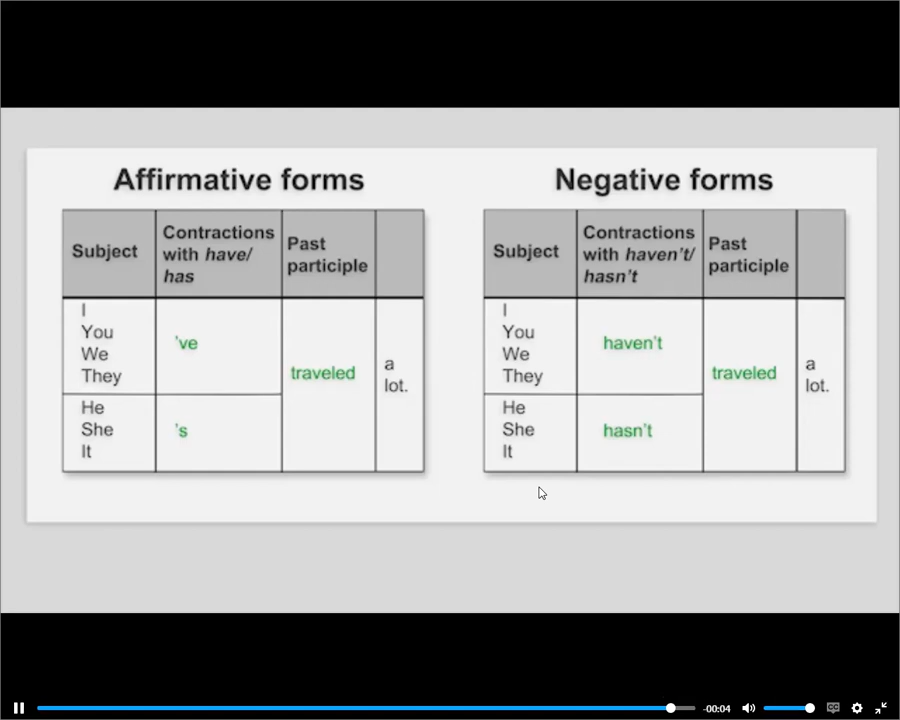 Affirmative forms
Subject
Contractions
with have/
has
Past
participle
I
You
We
They
've
He
She
It
's
traveled
a
lot.
Negative forms
Subject
Contractions
with haven't/
hasn't
Past
participle
I
You
We
They
haven't
He
She
It
hasn't
traveled
a
lot.
-00:04
CC